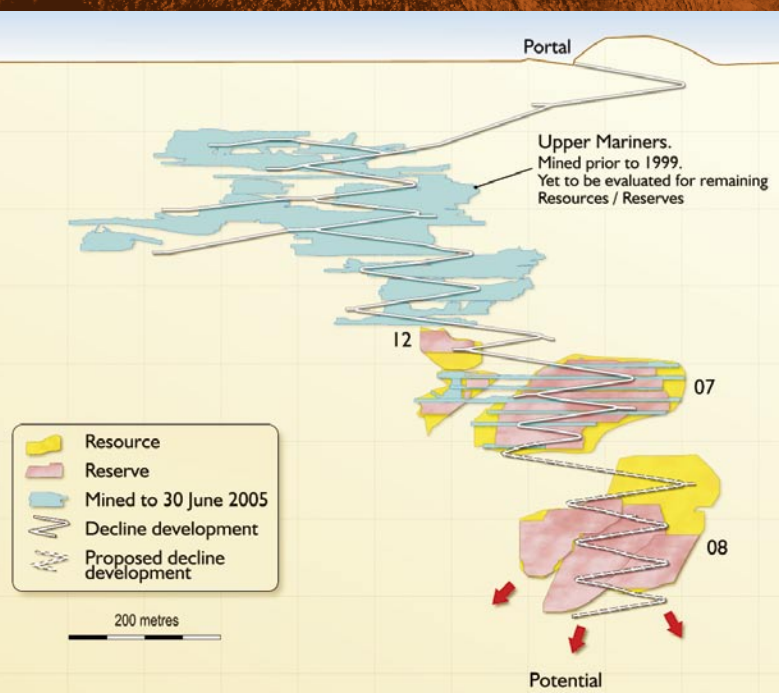 Portal
Upper Mariners.
Mined prior to 1999.
Yet to be evaluated for remaining
Resources / Reserves
12
07
Resource
Reserve
Mined to 30 June 2005
Decline development
Proposed decline
development
08
200 metres
Potential